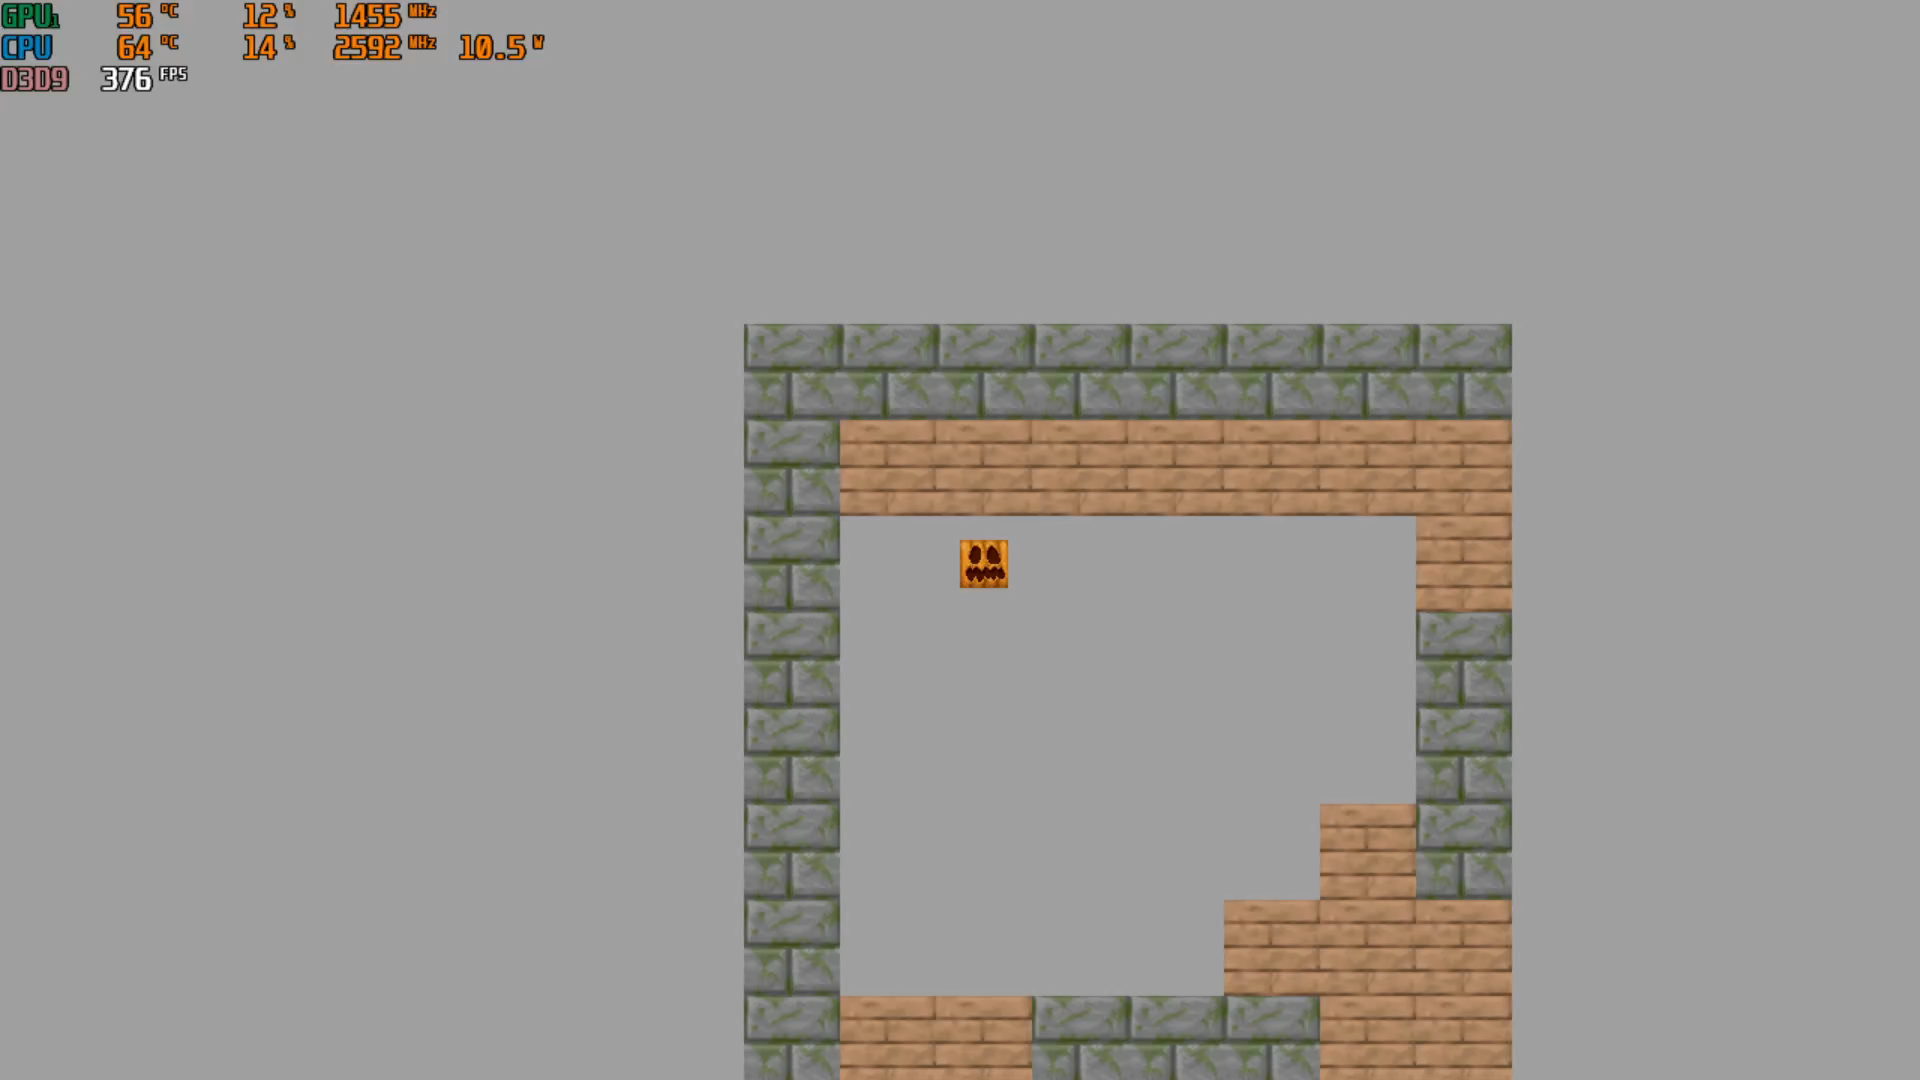 GPU1 56 °C 12 % 1455 MHz
CPU 64 °C 14 % 2592 MHz 10.5 W
D3D9 376 FPS